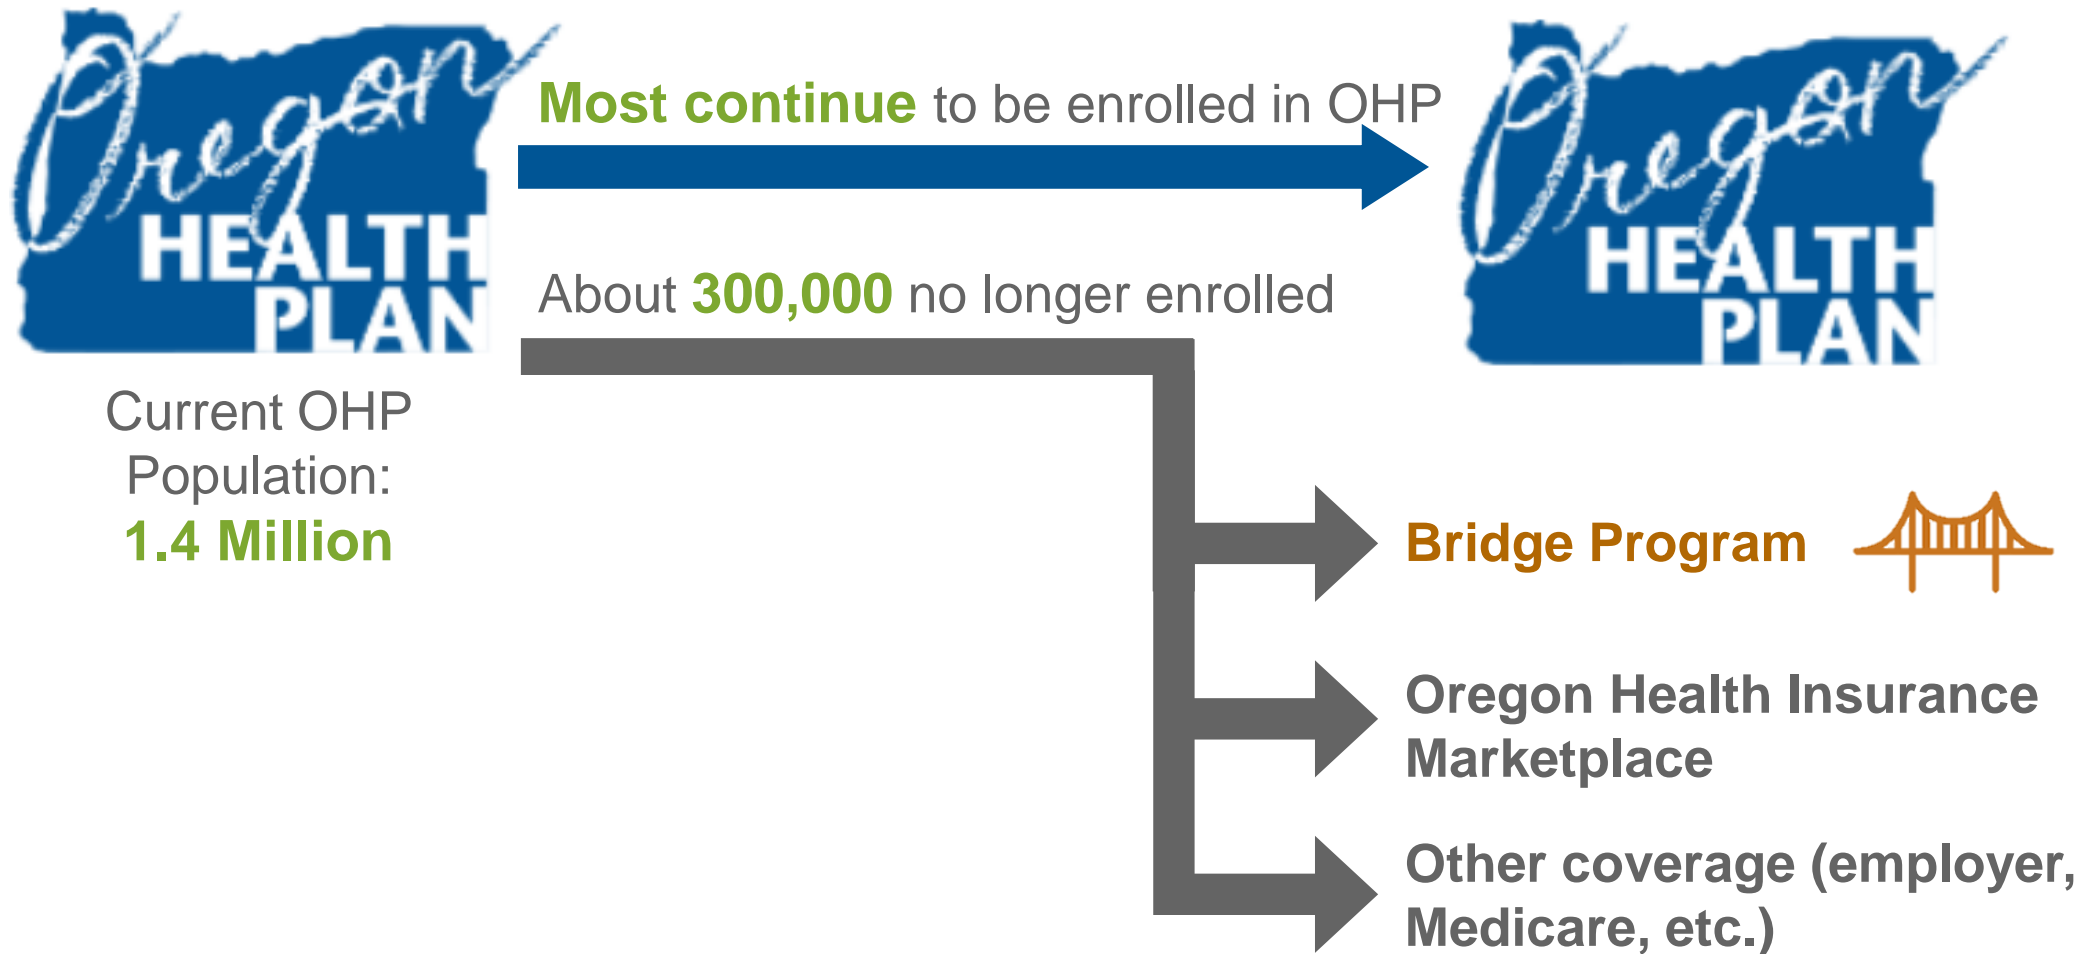 Oregon
HEALTH
PLAN
Current OHP
Population:
1.4 Million
Most continue to be enrolled in OHP
About 300,000 no longer enrolled
Oregon
HEALTH
PLAN
Bridge Program
Oregon Health Insurance
Marketplace
Other coverage (employer,
Medicare, etc.)